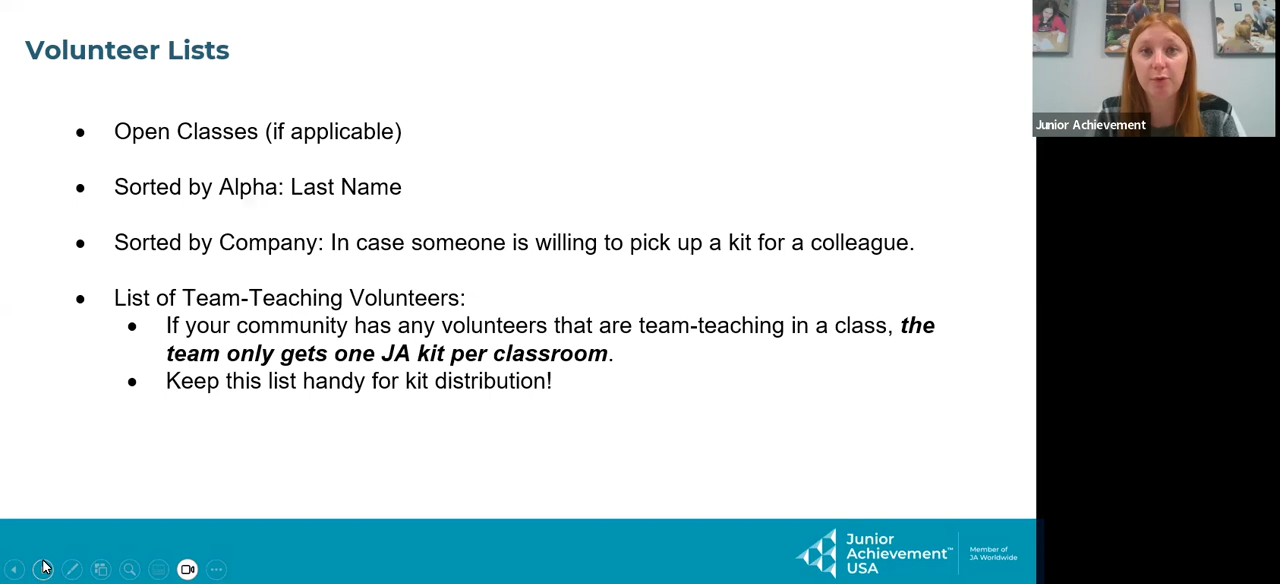 Volunteer Lists
Open Classes (if applicable)
Sorted by Alpha: Last Name
Sorted by Company: In case someone is willing to pick up a kit for a colleague.
List of Team-Teaching Volunteers:
If your community has any volunteers that are team-teaching in a class, the
team only gets one JA kit per classroom.
Keep this list handy for kit distribution!
Junior Achievement
Junior
Achievement™
USA
Member of
JA Worldwide